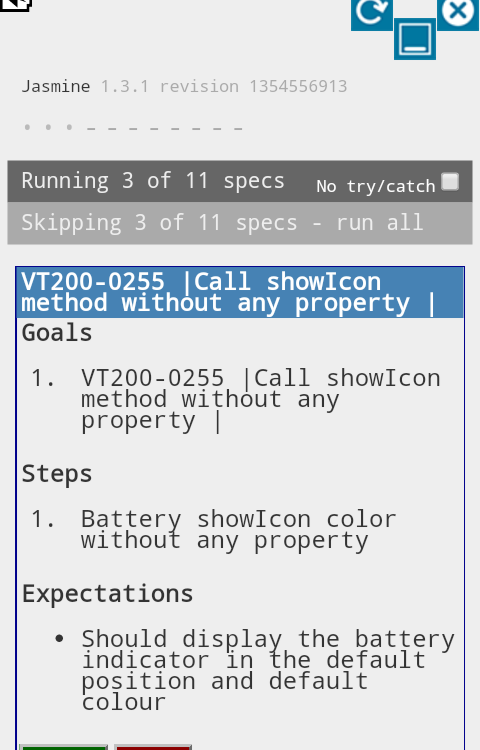 Jasmine 1.3.1 revision 1354556913
• • • - - - - - - - -
Running 3 of 11 specs No try/catch
Skipping 3 of 11 specs - run all
VT200-0255 |Call showIcon
method without any property |
Goals
1. VT200-0255 |Call showIcon
method without any
property |
Steps
1. Battery showIcon color
without any property
Expectations
• Should display the battery
indicator in the default
position and default
colour